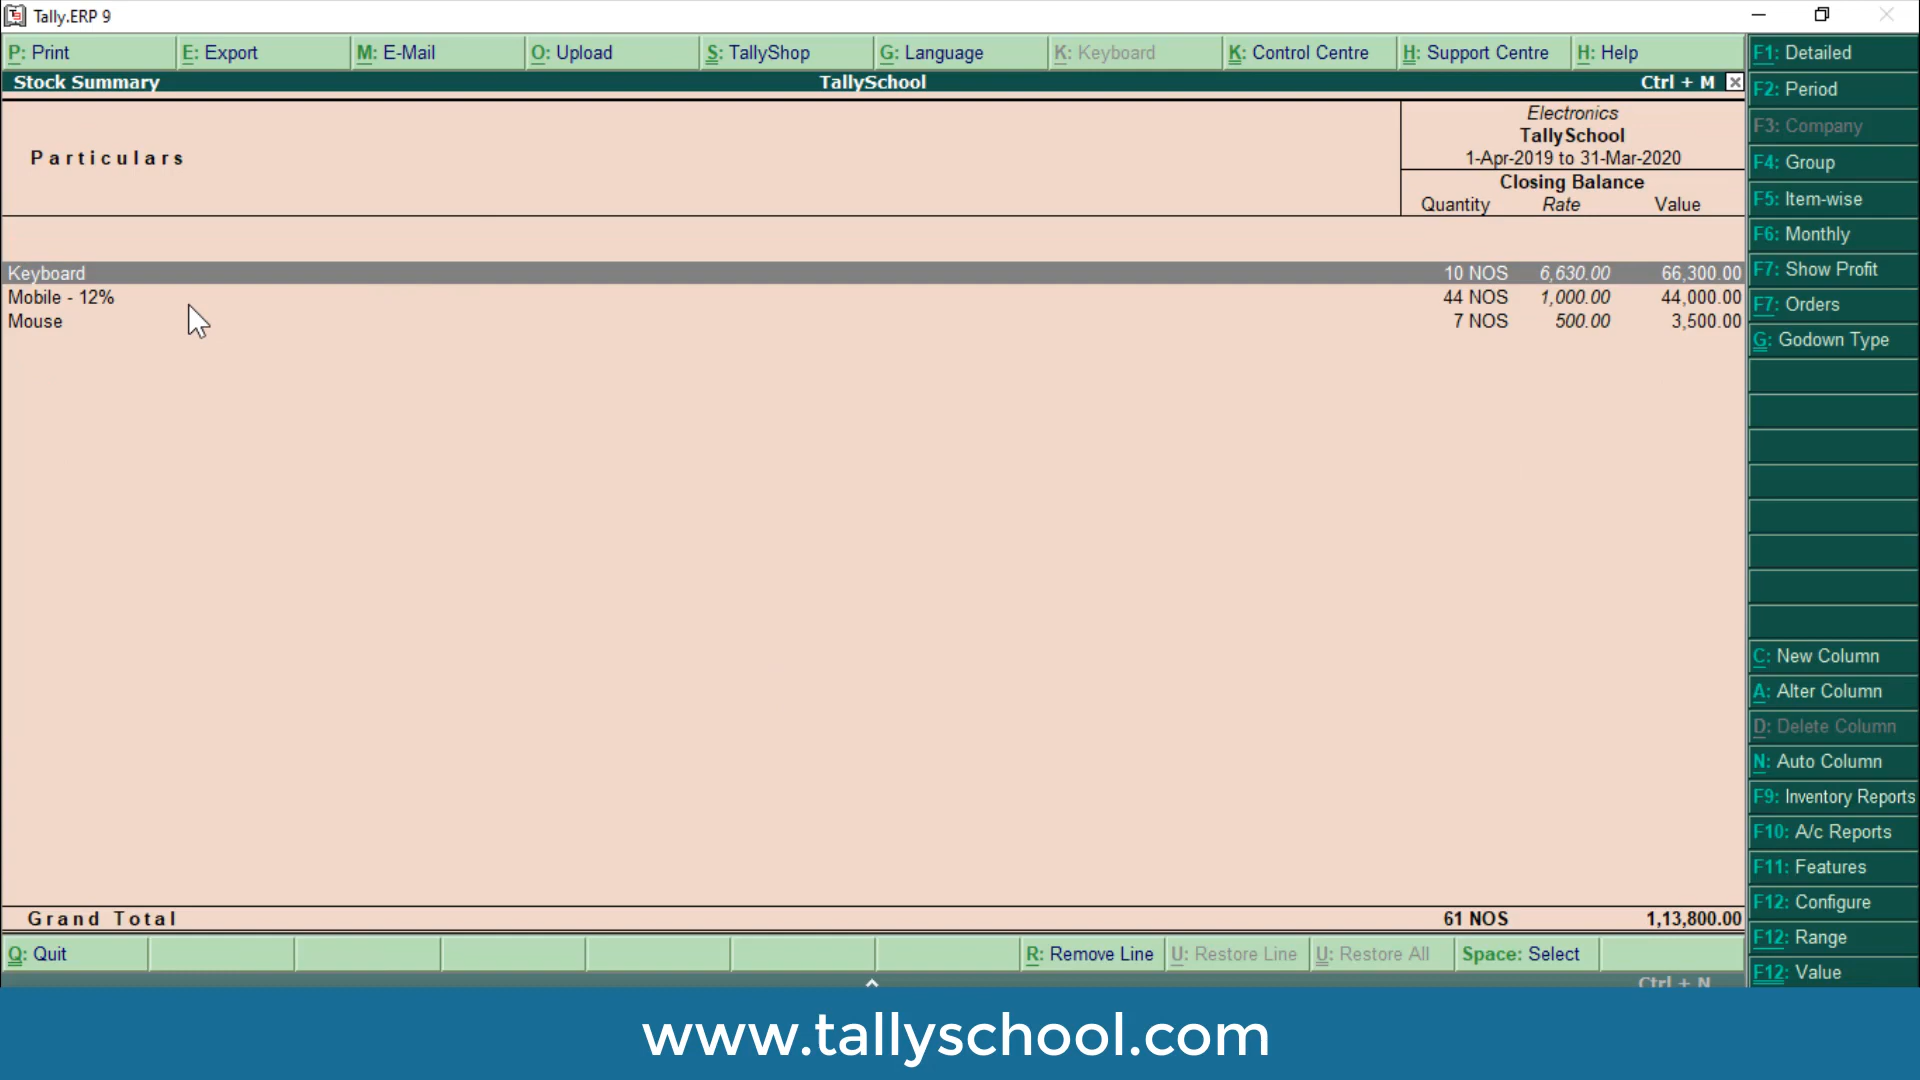 Tally.ERP 9
P: Print E: Export M: E-Mail O: Upload S: TallyShop G: Language K: Keyboard K: Control Centre H: Support Centre H: Help
Stock Summary TallySchool Ctrl + M
Particulars
Electronics
TallySchool
1-Apr-2019 to 31-Mar-2020
Closing Balance
Quantity Rate Value
Keyboard 10 NOS 6,630.00 66,300.00
Mobile - 12% 44 NOS 1,000.00 44,000.00
Mouse 7 NOS 500.00 3,500.00
Grand Total 61 NOS 1,13,800.00
Q: Quit R: Remove Line U: Restore Line U: Restore All Space: Select
Ctrl + N
F1: Detailed
F2: Period
F3: Company
F4: Group
F5: Item-wise
F6: Monthly
F7: Show Profit
F7: Orders
G: Godown Type
C: New Column
A: Alter Column
D: Delete Column
N: Auto Column
F9: Inventory Reports
F10: A/c Reports
F11: Features
F12: Configure
F12: Range
F12: Value
www.tallyschool.com